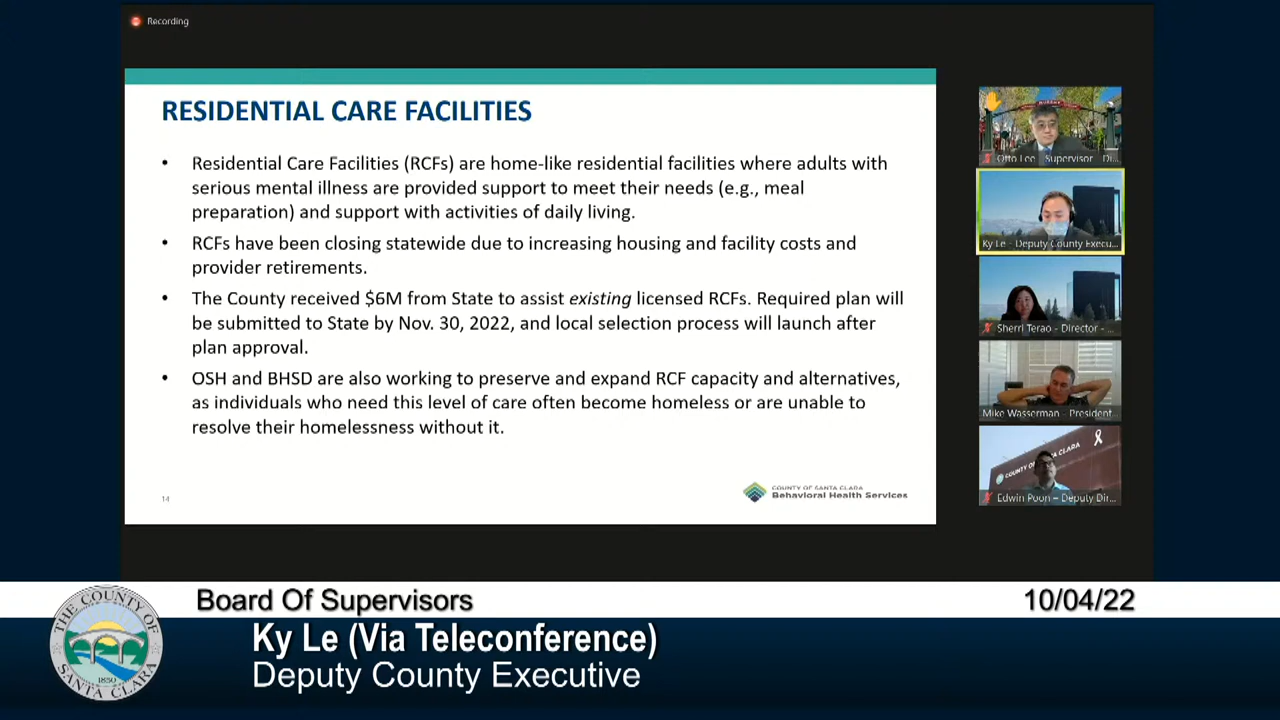 Recording
RESIDENTIAL CARE FACILITIES
• Residential Care Facilities (RCFs) are home-like residential facilities where adults with
serious mental illness are provided support to meet their needs (e.g., meal
preparation) and support with activities of daily living.
• RCFs have been closing statewide due to increasing housing and facility costs and
provider retirements.
• The County received $6M from State to assist existing licensed RCFs. Required plan will
be submitted to State by Nov. 30, 2022, and local selection process will launch after
plan approval.
• OSH and BHSD are also working to preserve and expand RCF capacity and alternatives,
as individuals who need this level of care often become homeless or are unable to
resolve their homelessness without it.
14
COUNTY OF SANTA CLARA
Behavioral Health Services
Otto Lee - Supervisor - Di...
Ky Le - Deputy County Execu...
Sherri Terao - Director - ...
Mike Wasserman - President...
COUNTY OF SANTA CLARA
Edwin Poon – Deputy Dir...
Board Of Supervisors
10/04/22
Ky Le (Via Teleconference)
Deputy County Executive
THE COUNTY OF
SANTA CLARA
1850